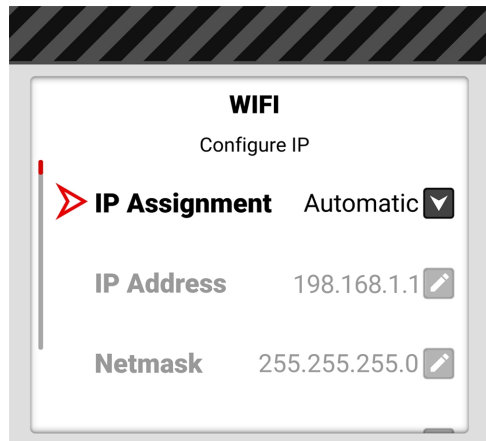 WIFI
Configure IP
IP Assignment Automatic
IP Address 198.168.1.1
Netmask 255.255.255.0